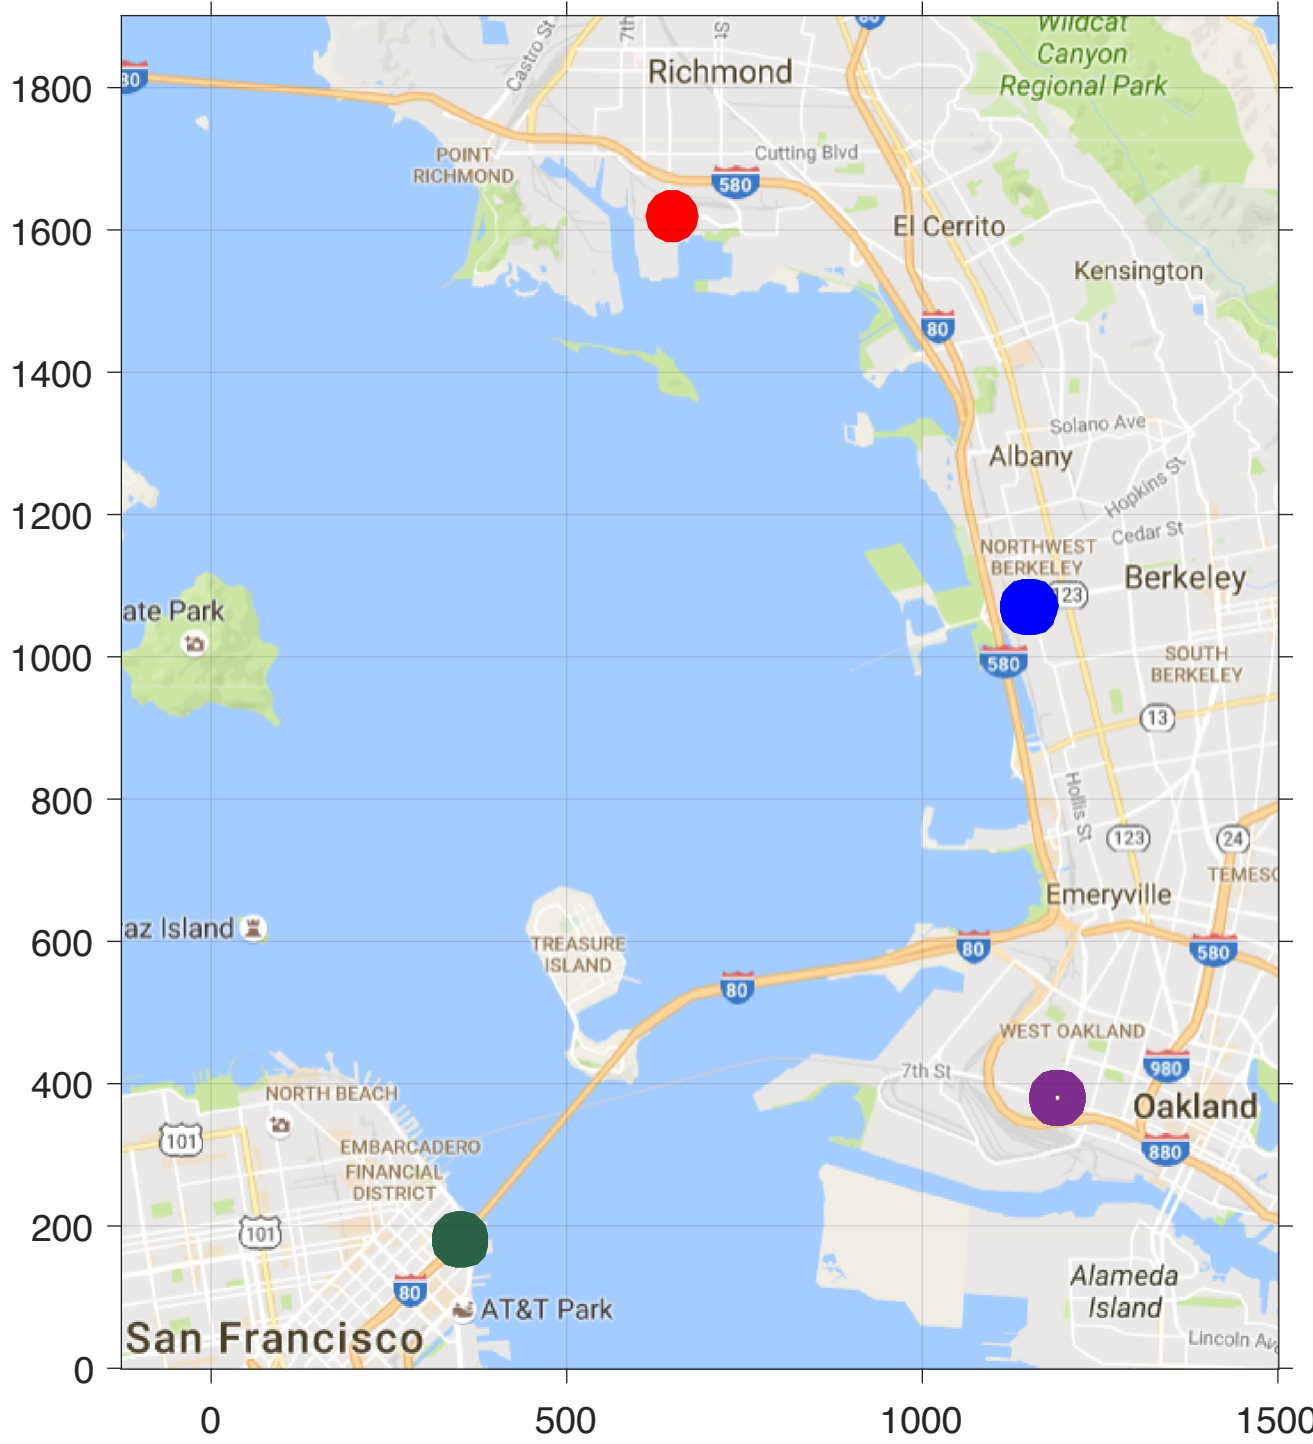 Wildcat
Canyon
Regional Park
80
Castro St
7th
St
Richmond
1800
80
POINT
RICHMOND
Cutting Blvd
580
1600
El Cerrito
Kensington
80
1400
Solano Ave
Albany
Hopkins St
1200
Cedar St
NORTHWEST
BERKELEY
Berkeley
123
ate Park
1000
580
SOUTH
BERKELEY
13
800
Hollis St
123
24
TEMESC
Emeryville
az Island
600
TREASURE
ISLAND
80
580
80
WEST OAKLAND
7th St
980
400
NORTH BEACH
Oakland
101
EMBARCADERO
880
FINANCIAL
DISTRICT
200
101
Alameda
Island
80
AT&T Park
San Francisco
Lincoln Av
0
0
500
1000
1500